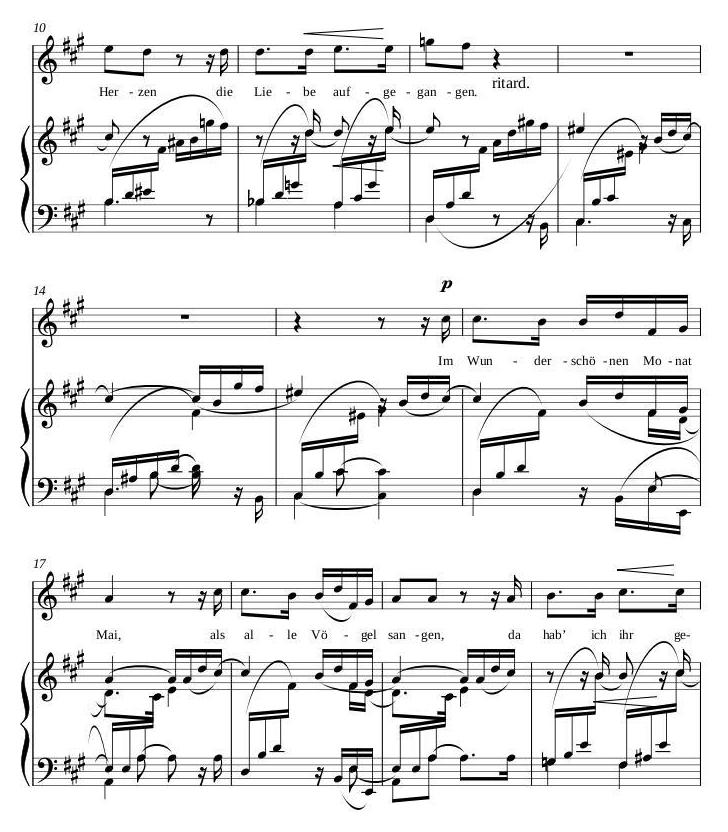 10
Her - zen die Lie - be auf - ge - gan - gen.
ritard.
14
p
Im Wun - der - schö - nen Mo - nat
17
Mai, als al - le Vö - gel san - gen, da hab’ ich ihr ge-